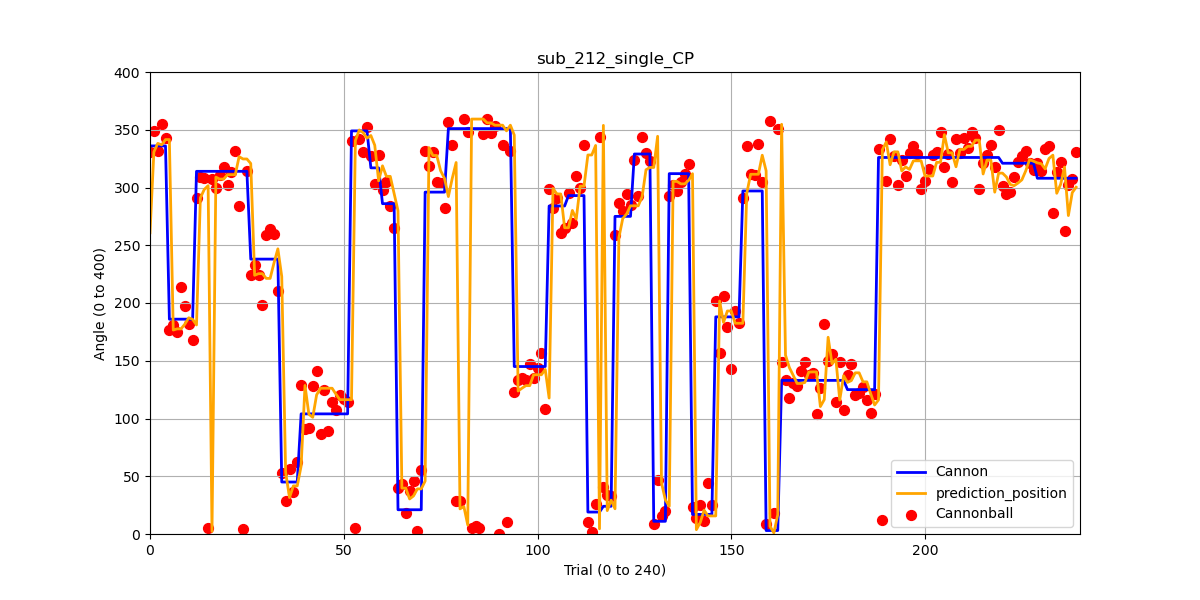 sub_212_single_CP
Angle (0 to 400)
400
350
300
250
200
150
100
50
0
0 50 100 150 200
Trial (0 to 240)
Cannon
prediction_position
Cannonball